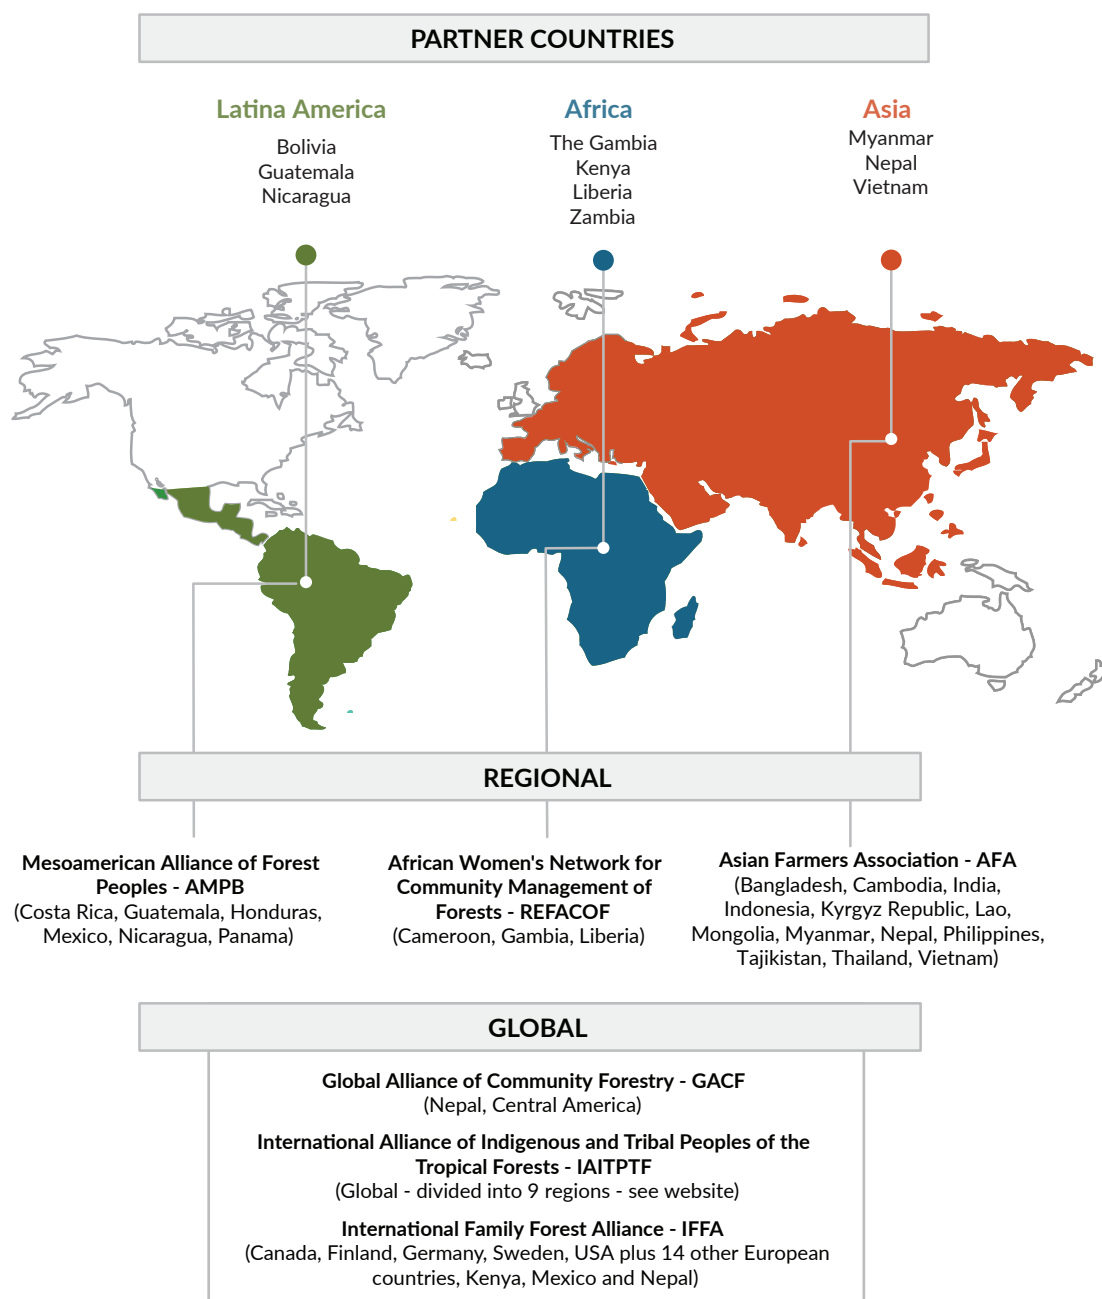 PARTNER COUNTRIES
Latina America
Bolivia
Guatemala
Nicaragua
Africa
The Gambia
Kenya
Liberia
Zambia
Asia
Myanmar
Nepal
Vietnam
REGIONAL
Mesoamerican Alliance of Forest
Peoples - AMPB
(Costa Rica, Guatemala, Honduras,
Mexico, Nicaragua, Panama)
African Women's Network for
Community Management of
Forests - REFACOF
(Cameroon, Gambia, Liberia)
Asian Farmers Association - AFA
(Bangladesh, Cambodia, India,
Indonesia, Kyrgyz Republic, Lao,
Mongolia, Myanmar, Nepal, Philippines,
Tajikistan, Thailand, Vietnam)
GLOBAL
Global Alliance of Community Forestry - GACF
(Nepal, Central America)
International Alliance of Indigenous and Tribal Peoples of the
Tropical Forests - IAITPTF
(Global - divided into 9 regions - see website)
International Family Forest Alliance - IFFA
(Canada, Finland, Germany, Sweden, USA plus 14 other European
countries, Kenya, Mexico and Nepal)